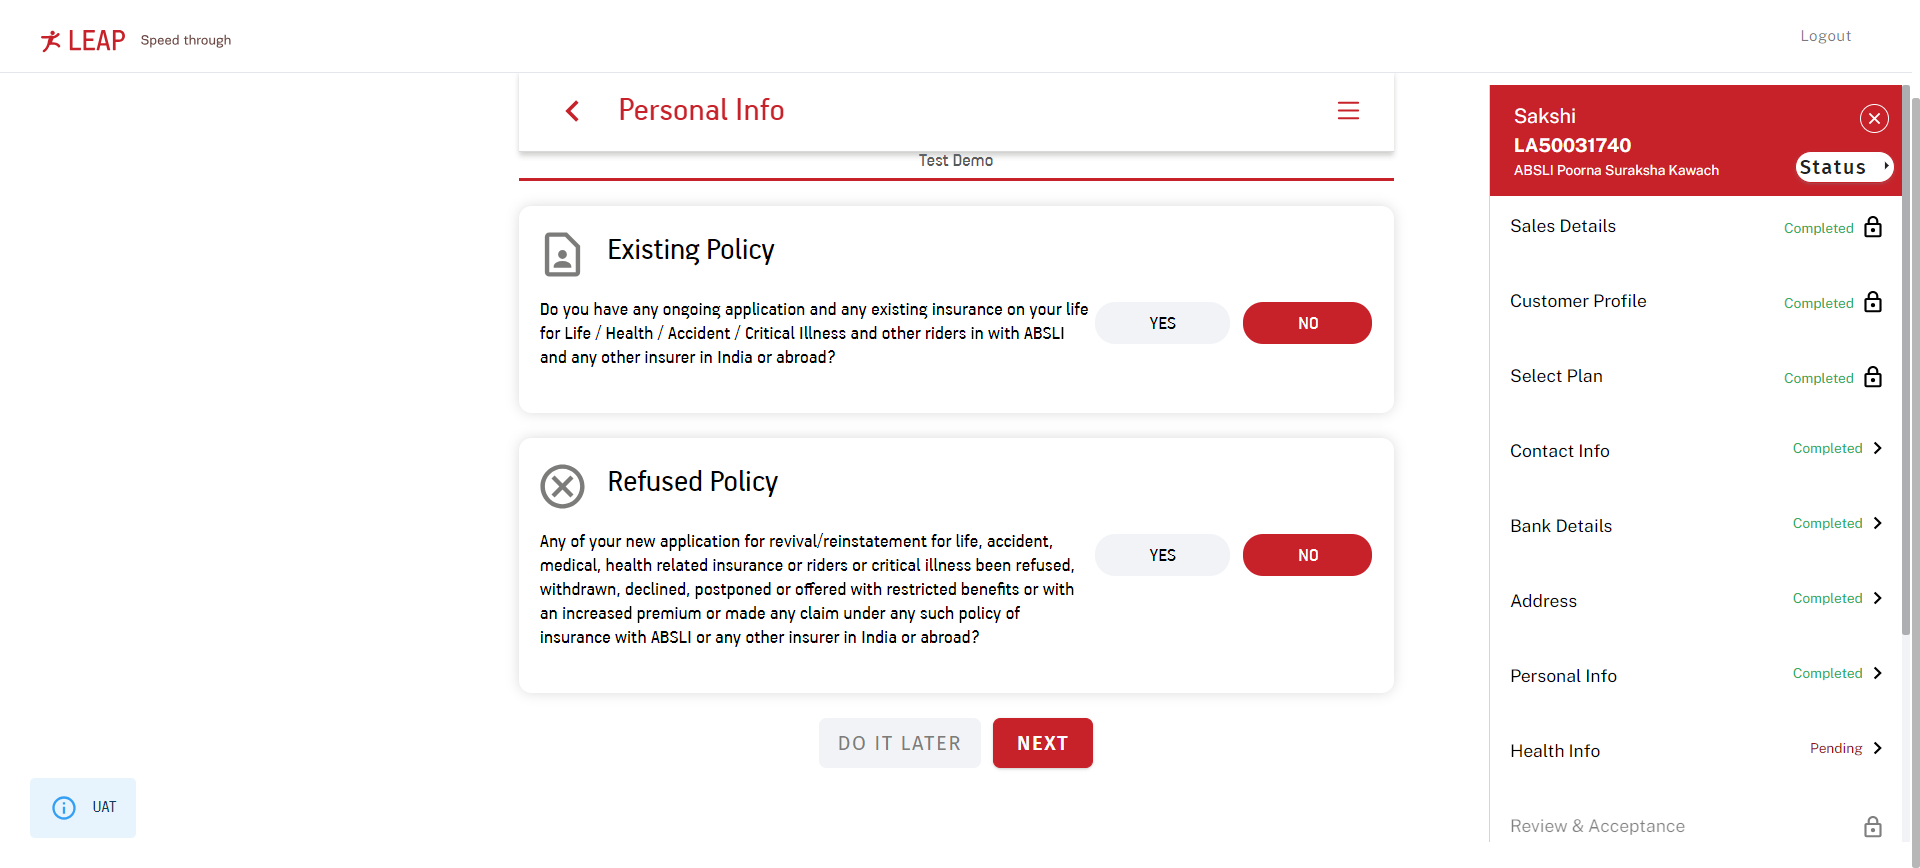 LEAP Speed through
Logout
Personal Info
Test Demo
Existing Policy
Do you have any ongoing application and any existing insurance on your life
for Life / Health / Accident / Critical Illness and other riders in with ABSLI
and any other insurer in India or abroad?
YES NO
Refused Policy
Any of your new application for revival/reinstatement for life, accident,
medical, health related insurance or riders or critical illness been refused,
withdrawn, declined, postponed or offered with restricted benefits or with
an increased premium or made any claim under any such policy of
insurance with ABSLI or any other insurer in India or abroad?
YES NO
DO IT LATER NEXT
UAT
Sakshi
LA50031740
ABSLI Poorna Suraksha Kawach
Status
Sales Details Completed
Customer Profile Completed
Select Plan Completed
Contact Info Completed
Bank Details Completed
Address Completed
Personal Info Completed
Health Info Pending
Review & Acceptance